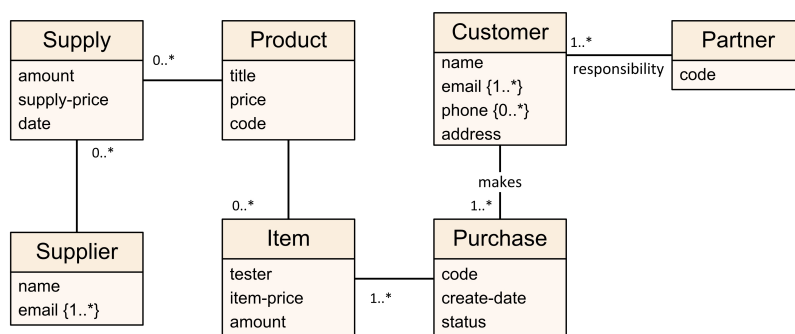 Supply
amount
supply-price
date
0..*
0..*
Product
title
price
code
0..*
Customer
name
email {1..*}
phone {0..*}
address
1..*
responsibility
Partner
code
makes
1..*
Supplier
name
email {1..*}
Item
tester
item-price
amount
1..*
Purchase
code
create-date
status